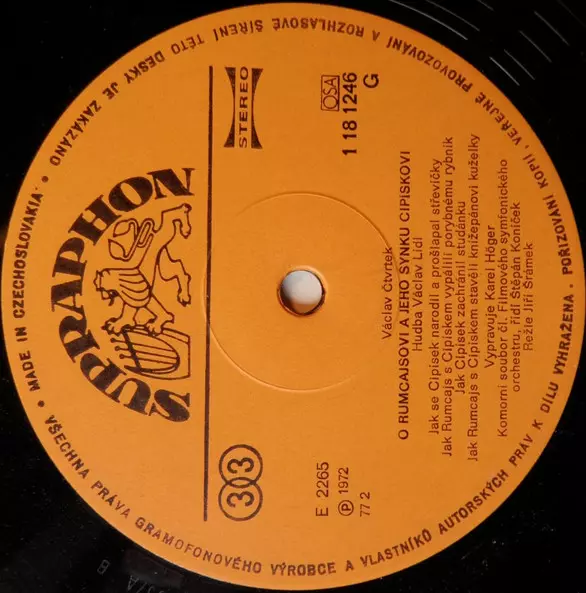 SUPRAPHON
33
STEREO
E 2265
Ⓟ 1972
77 2
OSA
1 18 1246
G
Václav Čtvrtek
Hudba Václav Lídl
O RUMCAJSOVI A JEHO SYNKU CIPÍSKOVI
Jak se Cipísek narodil a prošlapal střevíčky
Jak Rumcajs s Cipískem vypálili porybnému rybník
Jak Cipísek zachránil studánku
Jak Rumcajs s Cipískem stavěli knížepánovi kuželky
Vypravuje Karel Höger
Komorní soubor čl. Filmového symfonického
orchestru, řídí Štěpán Koníček
Režie Jiří Šrámek
• MADE IN CZECHOSLOVAKIA • VŠECHNA PRÁVA GRAMOFONOVÉHO VÝROBCE A VLASTNÍKŮ AUTORSKÝCH PRÁV K DÍLU VYHRAŽENA. POŘIZOVÁNÍ KOPIÍ, VEŘEJNÉ PROVOZOVÁNÍ A ROZHLASOVÉ ŠÍŘENÍ TÉTO DESKY JE ZAKÁZÁNO